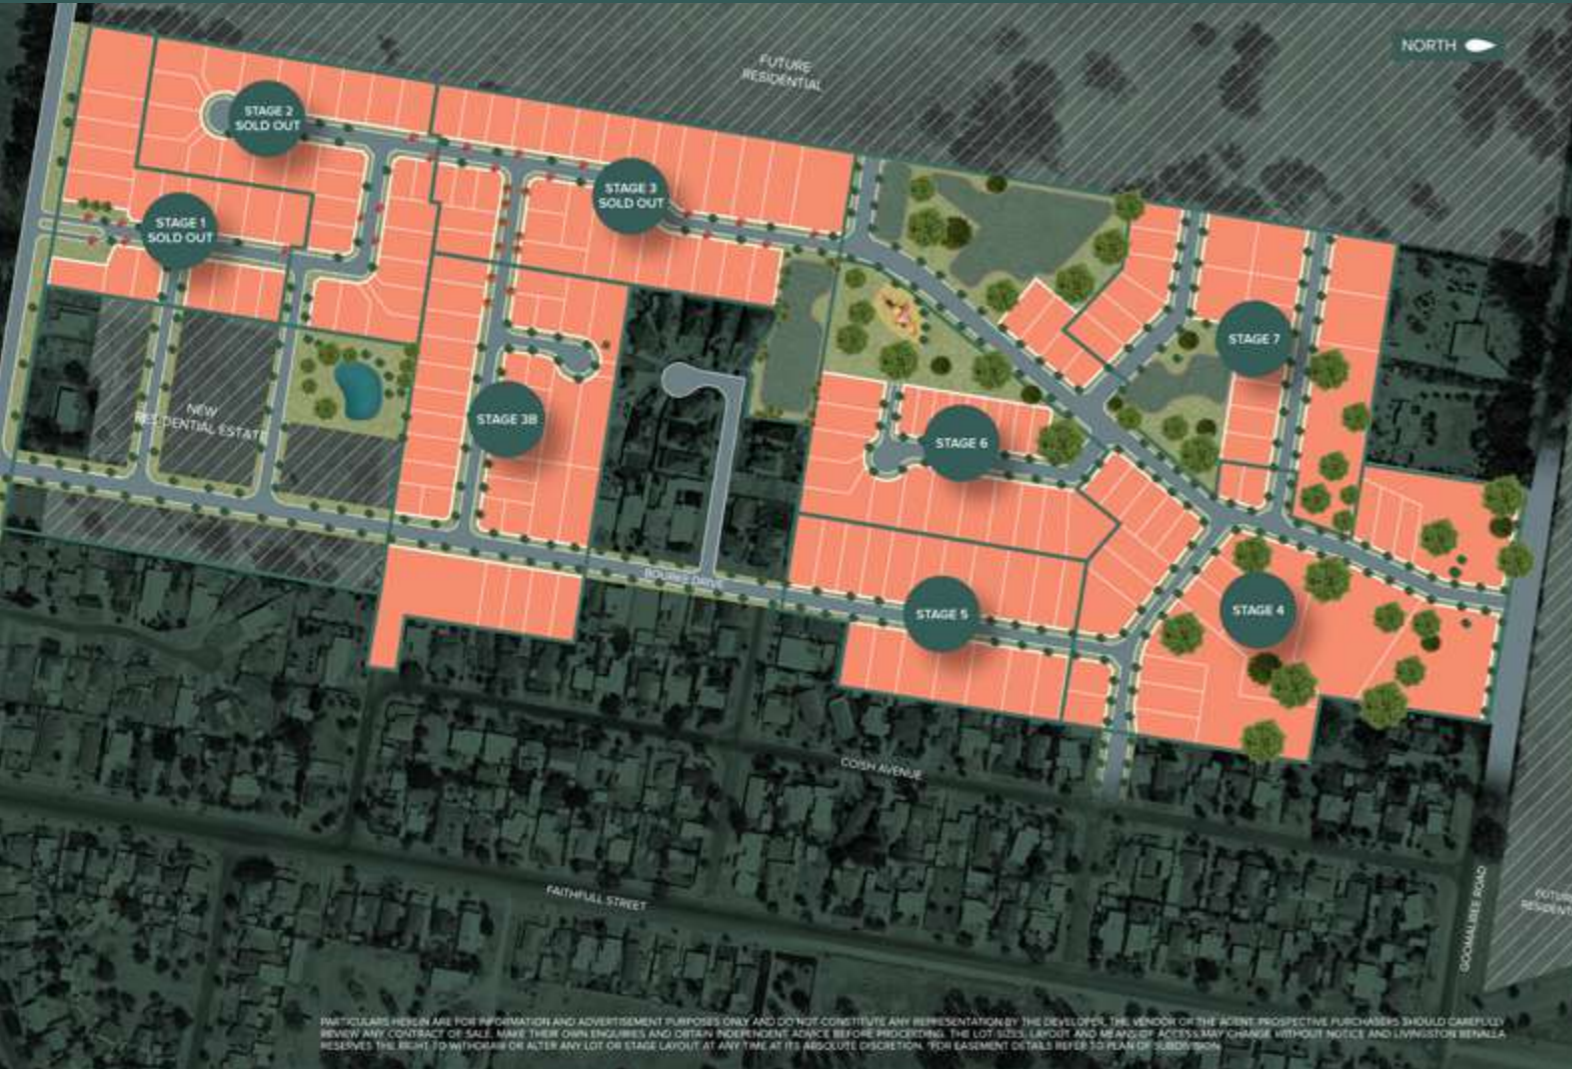 NORTH
FUTURE
RESIDENTIAL
STAGE 2
SOLD OUT
STAGE 3
SOLD OUT
STAGE 1
SOLD OUT
STAGE 7
NEW
RESIDENTIAL ESTATE
STAGE 3B
STAGE 6
BOURKE DRIVE
STAGE 5
STAGE 4
COISH AVENUE
FAITHFULL STREET
GOOMALIBEE ROAD
FUTURE
RESIDENT
PARTICULARS HEREIN ARE FOR INFORMATION AND ADVERTISEMENT PURPOSES ONLY AND DO NOT CONSTITUTE ANY REPRESENTATION BY THE DEVELOPER, THE VENDOR OR THE AGENT. PROSPECTIVE PURCHASERS SHOULD CAREFULLY
REVIEW ANY CONTRACT OF SALE, MAKE THEIR OWN ENQUIRIES AND OBTAIN INDEPENDENT ADVICE BEFORE PROCEEDING. THE LOT SIZES, LAYOUT AND MEANS OF ACCESS MAY CHANGE WITHOUT NOTICE AND LIVINGSTON BENALLA
RESERVES THE RIGHT TO WITHDRAW OR ALTER ANY LOT OR STAGE LAYOUT AT ANY TIME AT ITS ABSOLUTE DISCRETION. *FOR EASEMENT DETAILS REFER TO PLAN OF SUBDIVISION.